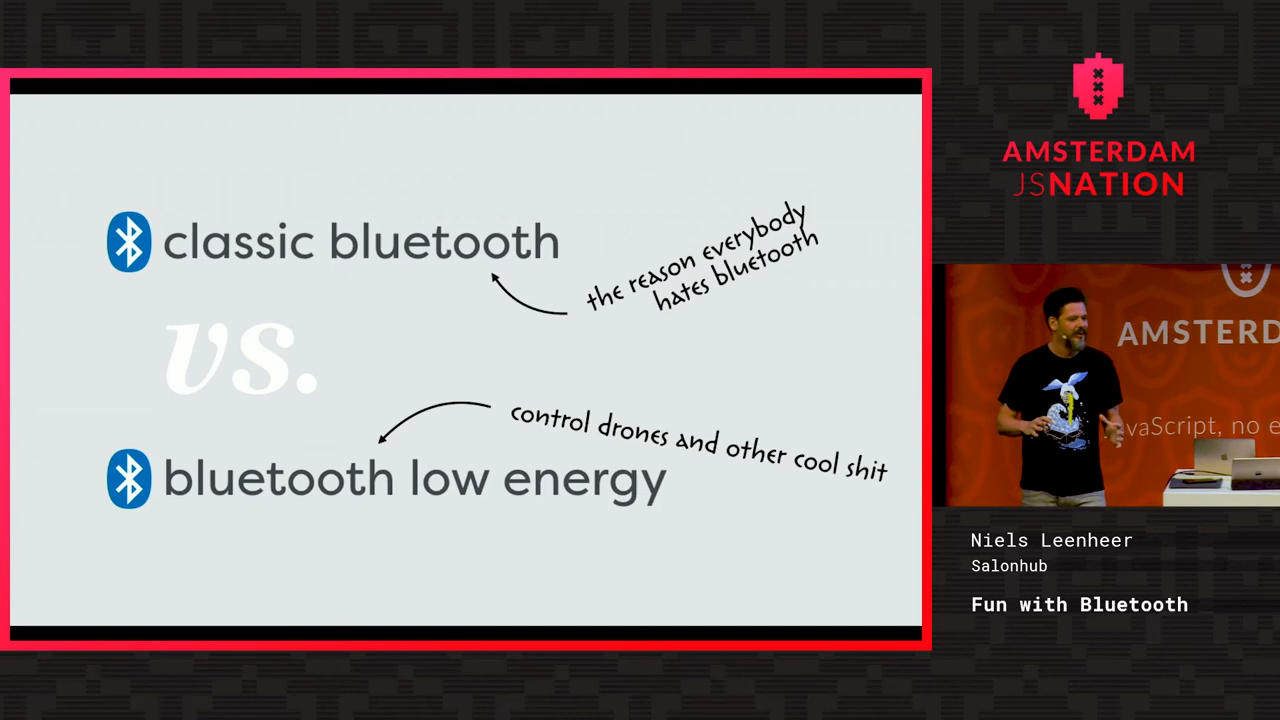 classic bluetooth
the reason everybody
hates bluetooth
vs.
control drones and other cool shit
bluetooth low energy
AMSTERDAM
JSNATION
AMSTERD
vaScript, no e
Niels Leenheer
Salonhub
Fun with Bluetooth